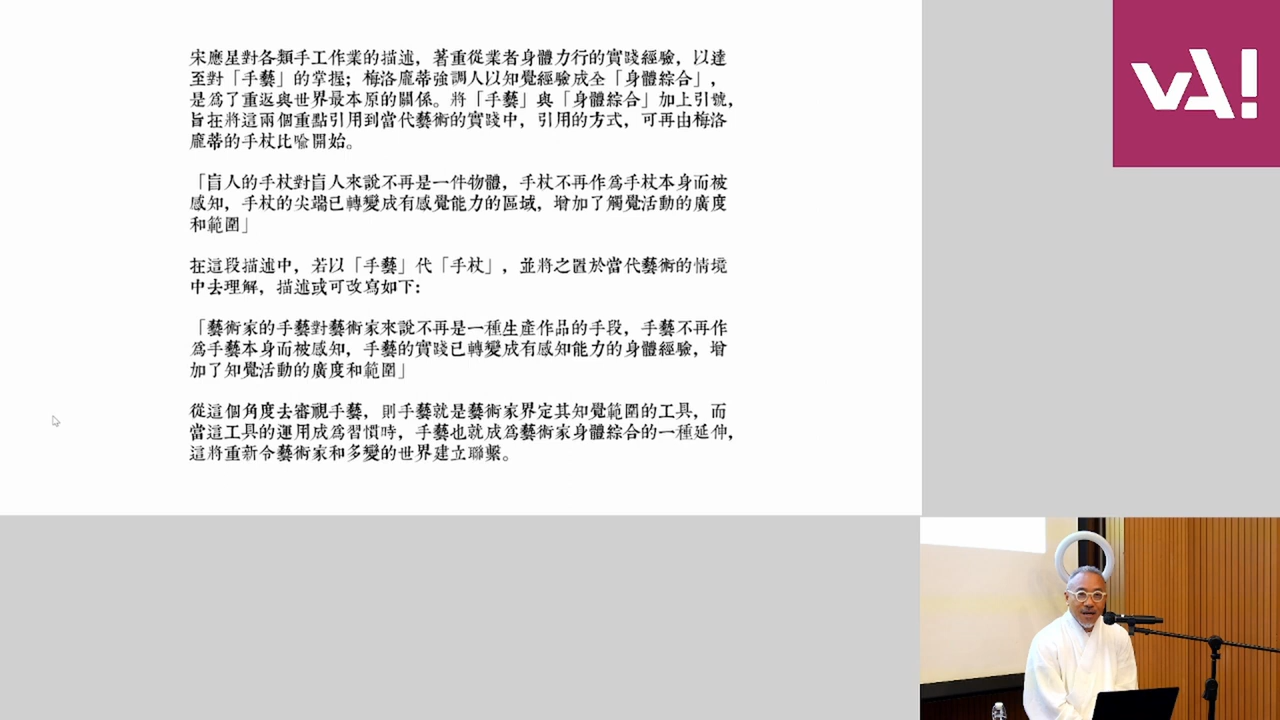 宋應星對各類手工作業的描述，著重從業者身體力行的實踐經驗，以達
至對「手藝」的掌握；梅洛龐蒂強調人以知覺經驗成全「身體綜合」，
是為了重返與世界最本原的關係。將「手藝」與「身體綜合」加上引號，
旨在將這兩個重點引用到當代藝術的實踐中，引用的方式，可再由梅洛
龐蒂的手杖比喻開始。
「盲人的手杖對盲人來說不再是一件物體，手杖不再作為手杖本身而被
感知，手杖的尖端已轉變成有感覺能力的區域，增加了觸覺活動的廣度
和範圍」
在這段描述中，若以「手藝」代「手杖」，並將之置於當代藝術的情境
中去理解，描述或可改寫如下：
「藝術家的手藝對藝術家來說不再是一種生產作品的手段，手藝不再作
為手藝本身而被感知，手藝的實踐已轉變成有感知能力的身體經驗，增
加了知覺活動的廣度和範圍」
從這個角度去審視手藝，則手藝就是藝術家界定其知覺範圍的工具，而
當這工具的運用成為習慣時，手藝也就成為藝術家身體綜合的一種延伸，
這將重新令藝術家和多變的世界建立聯繫。
vA!